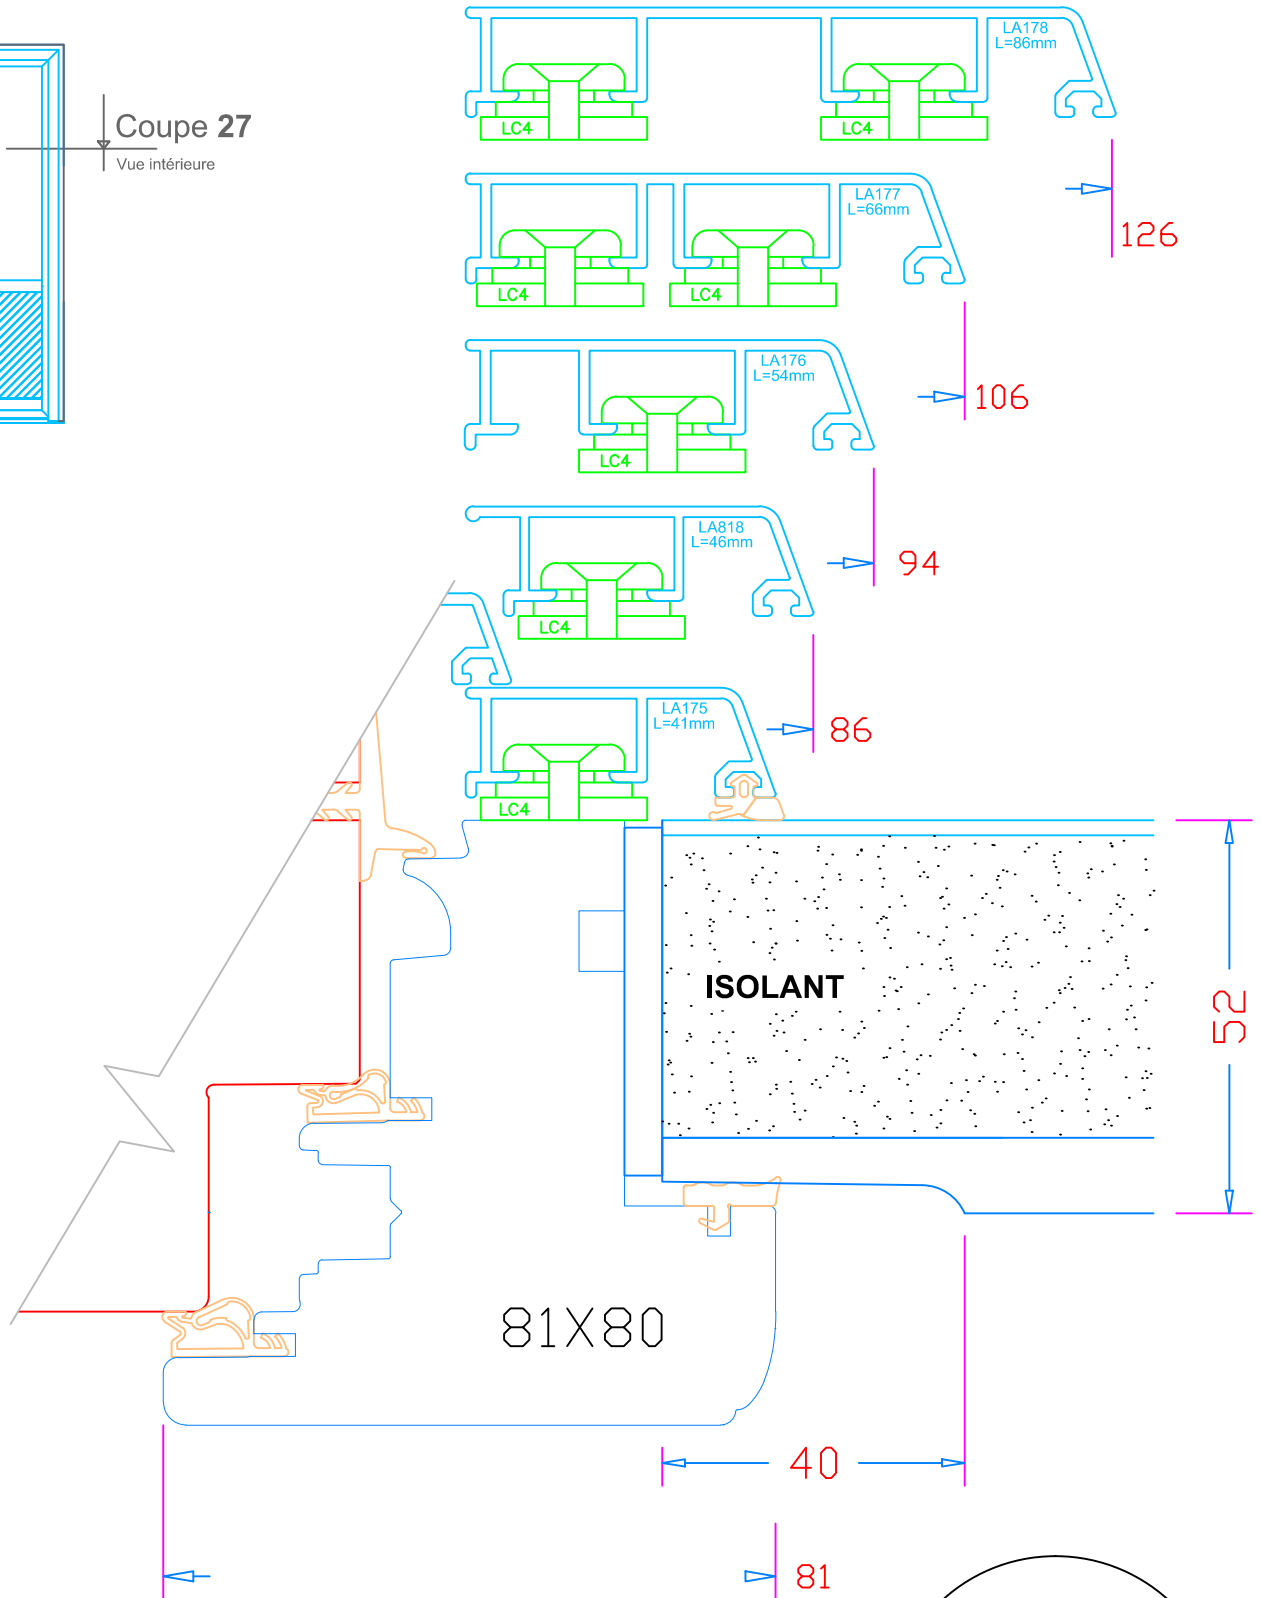 LA178
L=86mm
LC4
LC4
Coupe 27
Vue intérieure
LA177
L=66mm
126
LC4
LC4
LA176
L=54mm
106
LC4
LA818
L=46mm
94
LC4
LA175
L=41mm
86
LC4
ISOLANT
52
81X80
40
81